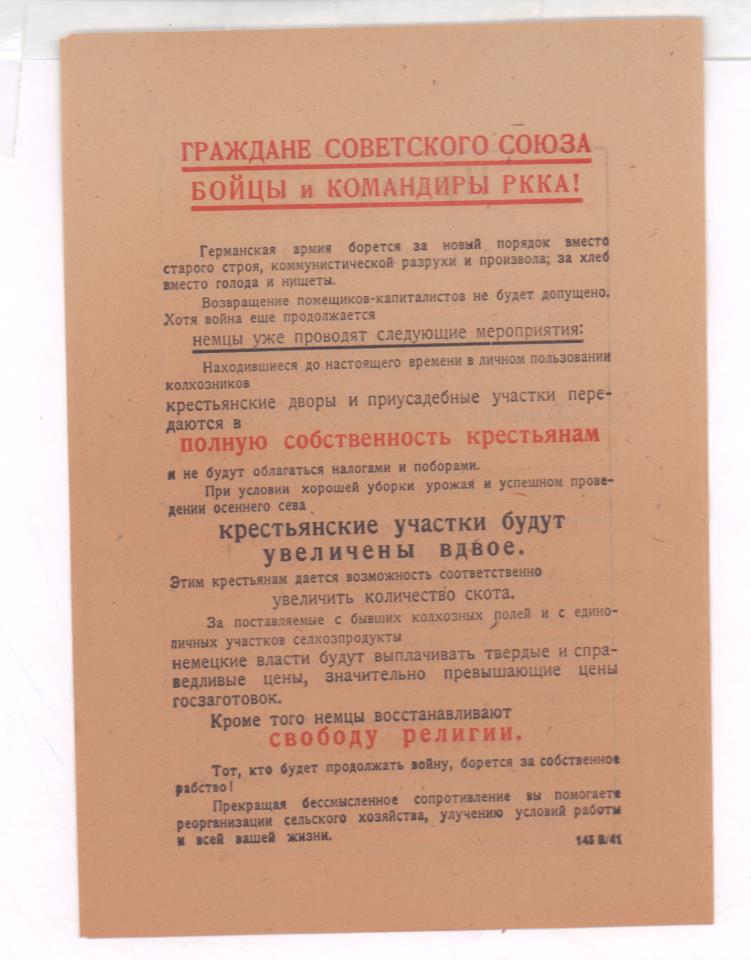 ГРАЖДАНЕ СОВЕТСКОГО СОЮЗА
БОЙЦЫ и КОМАНДИРЫ РККА!
Германская армия борется за новый порядок вместо
старого строя, коммунистической разрухи и произвола; за хлеб
вместо голода и нищеты.
Возвращение помещиков-капиталистов не будет допущено.
Хотя война еще продолжается
немцы уже проводят следующие мероприятия:
Находившиеся до настоящего времени в личном пользовании
колхозников
крестьянские дворы и приусадебные участки пере-
даются в
полную собственность крестьянам
и не будут облагаться налогами и поборами.
При условии хорошей уборки урожая и успешном прове-
дении осеннего сева
крестьянские участки будут
увеличены вдвое.
Этим крестьянам дается возможность соответственно
увеличить количество скота.
За поставляемые с бывших колхозных полей и с едино-
личных участков селхозпродукты
немецкие власти будут выплачивать твердые и спра-
ведливые цены, значительно превышающие цены
госзаготовок.
Кроме того немцы восстанавливают
свободу религии.
Тот, кто будет продолжать войну, борется за собственное
рабство!
Прекращая бессмысленное сопротивление вы помогаете
реорганизации сельского хозяйства, улучению условий работы
и всей вашей жизни.
143 В/41